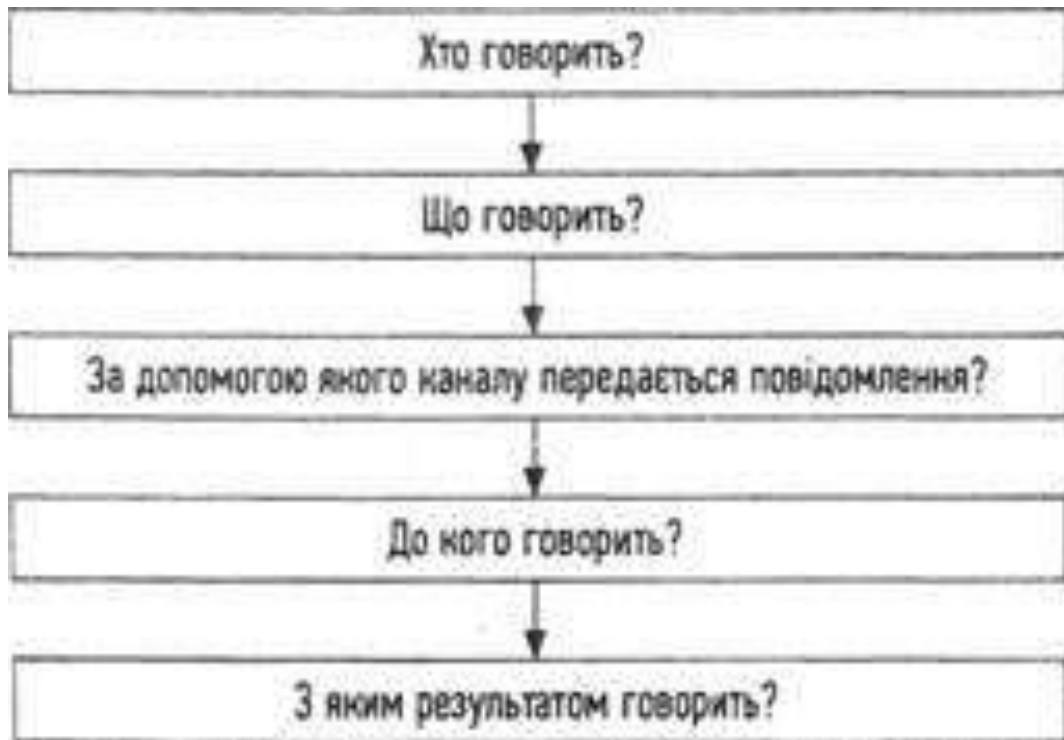 Хто говорить?
Що говорить?
За допомогою якого каналу передається повідомлення?
До кого говорить?
З яким результатом говорить?